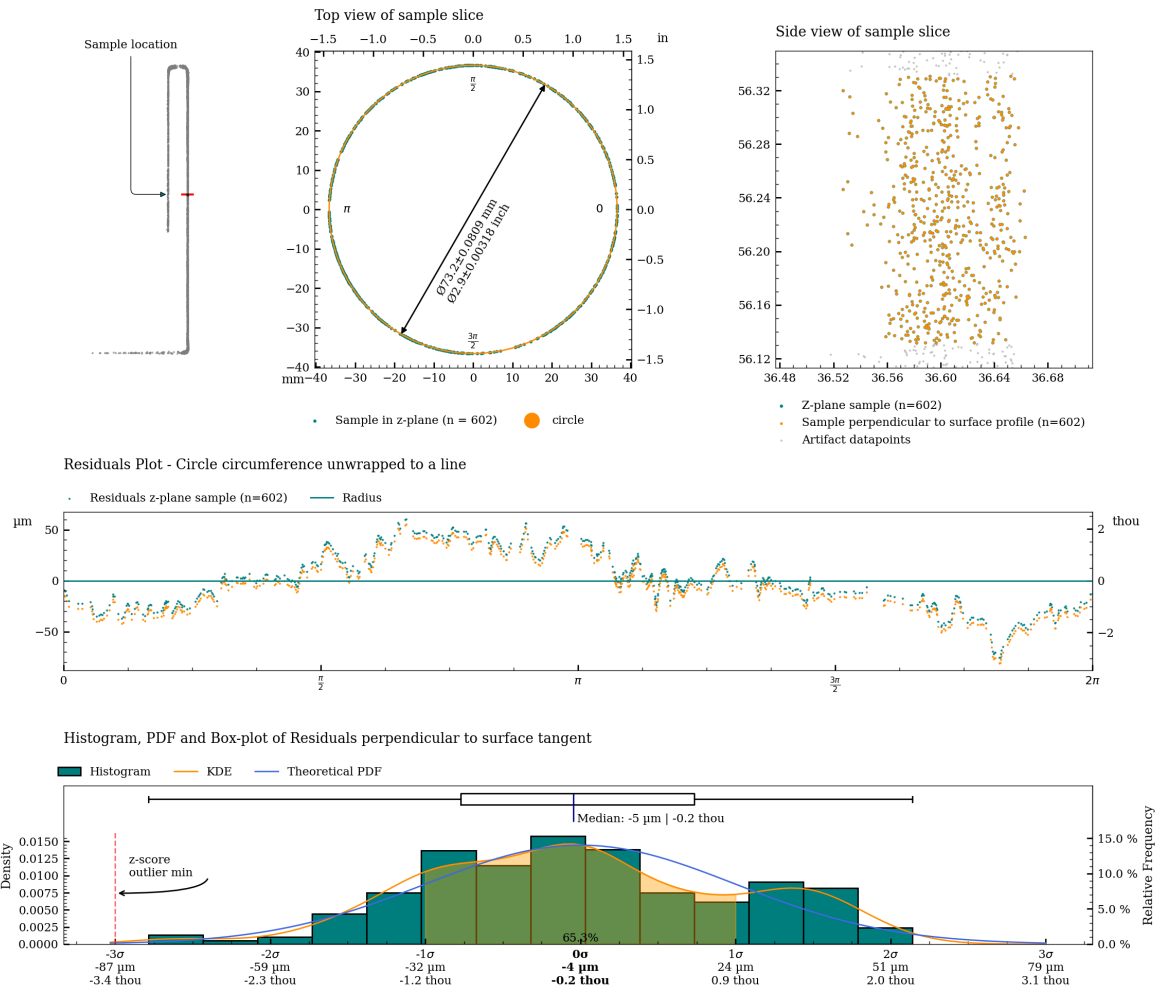 Sample location
Top view of sample slice
−1.5 −1.0 −0.5 0.0 0.5 1.0 1.5 in
40
30
20
10
0
−10
−20
−30
−40
1.5
1.0
0.5
0.0
−0.5
−1.0
−1.5
π/2
π
0
3π/2
Ø73.2±0.0809 mm
Ø2.9±0.00318 inch
mm −40 −30 −20 −10 0 10 20 30 40
Sample in z-plane (n = 602) circle
Side view of sample slice
56.32
56.28
56.24
56.20
56.16
56.12
36.48 36.52 36.56 36.60 36.64 36.68
Z-plane sample (n=602)
Sample perpendicular to surface profile (n=602)
Artifact datapoints
Residuals Plot - Circle circumference unwrapped to a line
Residuals z-plane sample (n=602) Radius
µm
50
0
−50
thou
2
0
−2
0 π/2 π 3π/2 2π
Histogram, PDF and Box-plot of Residuals perpendicular to surface tangent
Histogram KDE Theoretical PDF
Median: -5 µm | -0.2 thou
Density
0.0150
0.0125
0.0100
0.0075
0.0050
0.0025
0.0000
z-score
outlier min
65.3%
Relative Frequency
15.0 %
10.0 %
5.0 %
0.0 %
-3σ -2σ -1σ 0σ 1σ 2σ 3σ
-87 µm -59 µm -32 µm -4 µm 24 µm 51 µm 79 µm
-3.4 thou -2.3 thou -1.2 thou -0.2 thou 0.9 thou 2.0 thou 3.1 thou